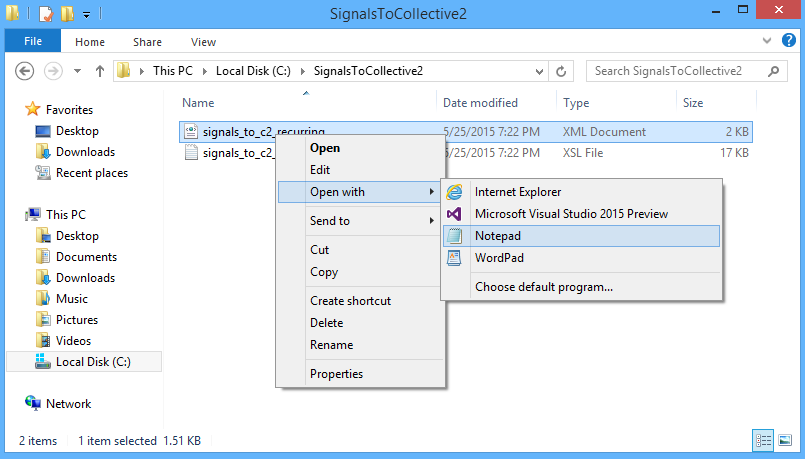 SignalsToCollective2
File Home Share View
This PC Local Disk (C:) SignalsToCollective2 Search SignalsToCollective2
Name Date modified Type Size
Favorites
Desktop
Downloads
Recent places
This PC
Desktop
Documents
Downloads
Music
Pictures
Videos
Local Disk (C:)
Network
signals_to_c2_recurring 5/25/2015 7:22 PM XML Document 2 KB
signals_to_c2_ 5/25/2015 7:22 PM XSL File 17 KB
Open
Edit
Open with
Send to
Cut
Copy
Create shortcut
Delete
Rename
Properties
Internet Explorer
Microsoft Visual Studio 2015 Preview
Notepad
WordPad
Choose default program...
2 items 1 item selected 1.51 KB